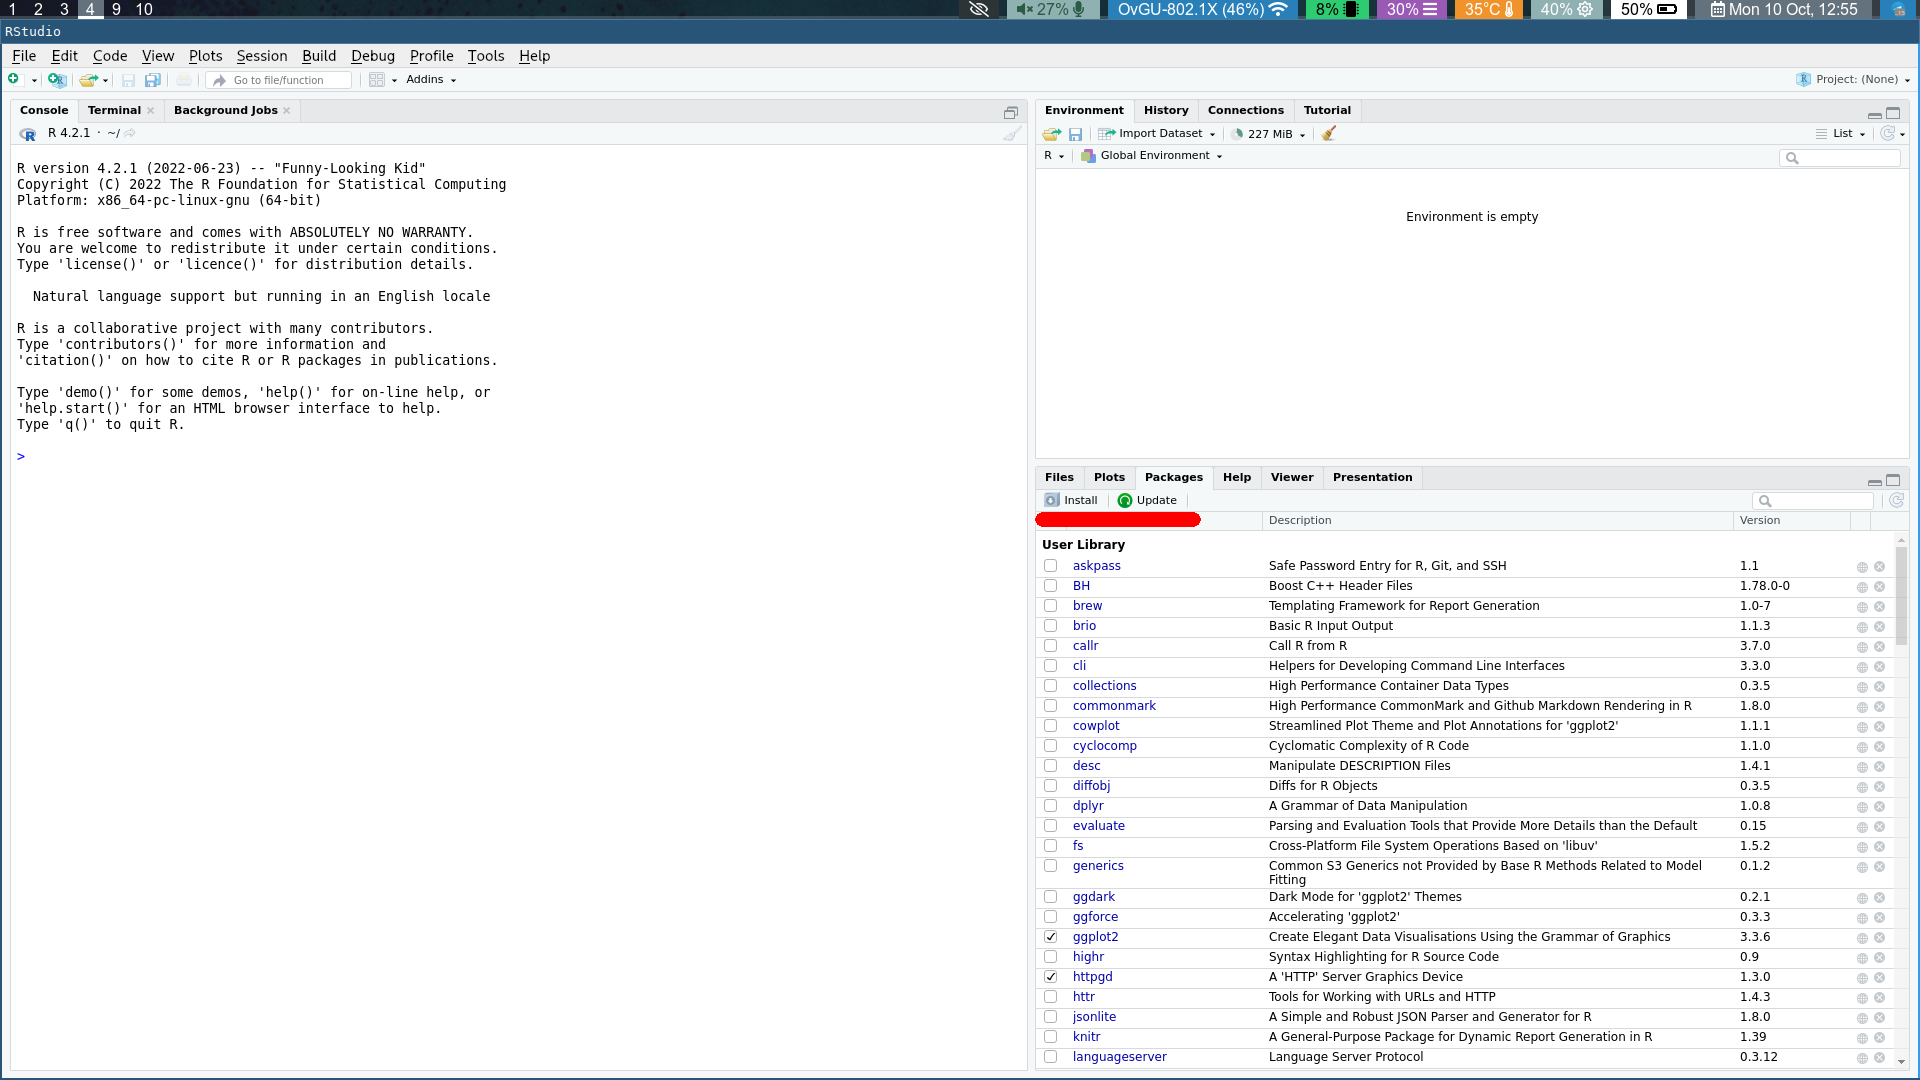 1 2 3 4 9 10
27%
OvGU-802.1X (46%)
8%
30%
35°C
40%
50%
Mon 10 Oct, 12:55
RStudio
File Edit Code View Plots Session Build Debug Profile Tools Help
Go to file/function
Addins
Project: (None)
Console Terminal Background Jobs
R 4.2.1 · ~/
R version 4.2.1 (2022-06-23) -- "Funny-Looking Kid"
Copyright (C) 2022 The R Foundation for Statistical Computing
Platform: x86_64-pc-linux-gnu (64-bit)
R is free software and comes with ABSOLUTELY NO WARRANTY.
You are welcome to redistribute it under certain conditions.
Type 'license()' or 'licence()' for distribution details.
Natural language support but running in an English locale
R is a collaborative project with many contributors.
Type 'contributors()' for more information and
'citation()' on how to cite R or R packages in publications.
Type 'demo()' for some demos, 'help()' for on-line help, or
'help.start()' for an HTML browser interface to help.
Type 'q()' to quit R.
>
Environment History Connections Tutorial
Import Dataset 227 MiB List
R Global Environment
Environment is empty
Files Plots Packages Help Viewer Presentation
Install Update
Description Version
User Library
askpass Safe Password Entry for R, Git, and SSH 1.1
BH Boost C++ Header Files 1.78.0-0
brew Templating Framework for Report Generation 1.0-7
brio Basic R Input Output 1.1.3
callr Call R from R 3.7.0
cli Helpers for Developing Command Line Interfaces 3.3.0
collections High Performance Container Data Types 0.3.5
commonmark High Performance CommonMark and Github Markdown Rendering in R 1.8.0
cowplot Streamlined Plot Theme and Plot Annotations for 'ggplot2' 1.1.1
cyclocomp Cyclomatic Complexity of R Code 1.1.0
desc Manipulate DESCRIPTION Files 1.4.1
diffobj Diffs for R Objects 0.3.5
dplyr A Grammar of Data Manipulation 1.0.8
evaluate Parsing and Evaluation Tools that Provide More Details than the Default 0.15
fs Cross-Platform File System Operations Based on 'libuv' 1.5.2
generics Common S3 Generics not Provided by Base R Methods Related to Model 0.1.2
Fitting
ggdark Dark Mode for 'ggplot2' Themes 0.2.1
ggforce Accelerating 'ggplot2' 0.3.3
ggplot2 Create Elegant Data Visualisations Using the Grammar of Graphics 3.3.6
highr Syntax Highlighting for R Source Code 0.9
httpgd A 'HTTP' Server Graphics Device 1.3.0
httr Tools for Working with URLs and HTTP 1.4.3
jsonlite A Simple and Robust JSON Parser and Generator for R 1.8.0
knitr A General-Purpose Package for Dynamic Report Generation in R 1.39
languageserver Language Server Protocol 0.3.12